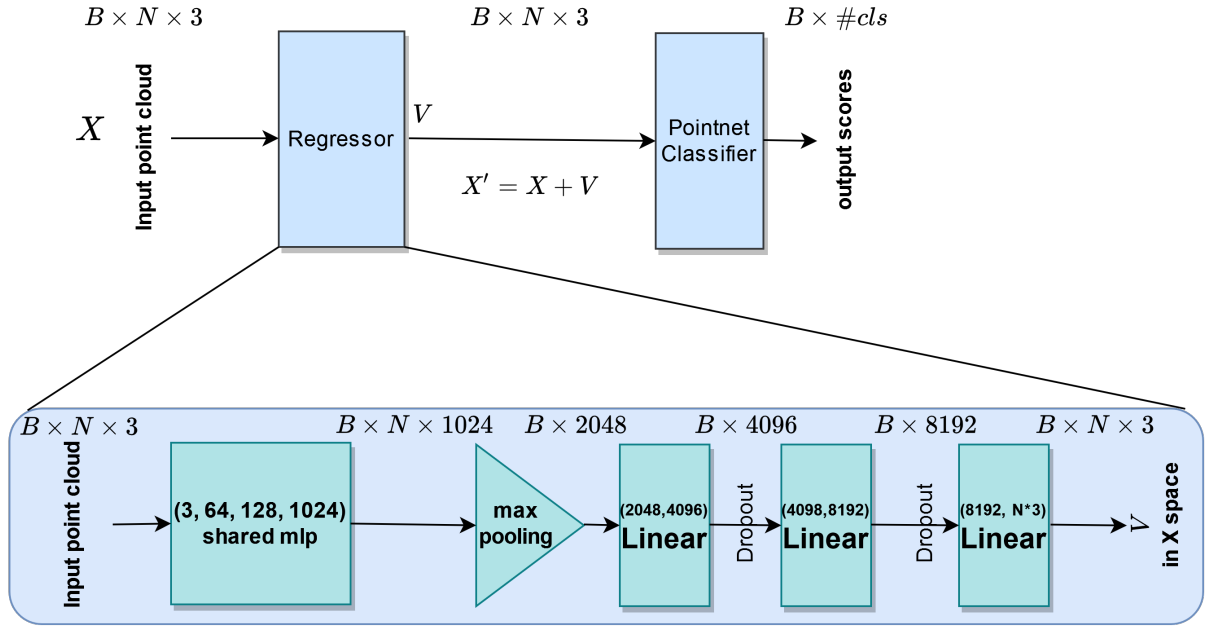 B × N × 3
B × N × 3
B × #cls
X
Input point cloud
Regressor
V
X′ = X + V
Pointnet
Classifier
output scores
B × N × 3
B × N × 1024
B × 2048
B × 4096
B × 8192
B × N × 3
Input point cloud
(3, 64, 128, 1024)
shared mlp
max
pooling
(2048,4096)
Linear
Dropout
(4098,8192)
Linear
Dropout
(8192, N*3)
Linear
V
in X space